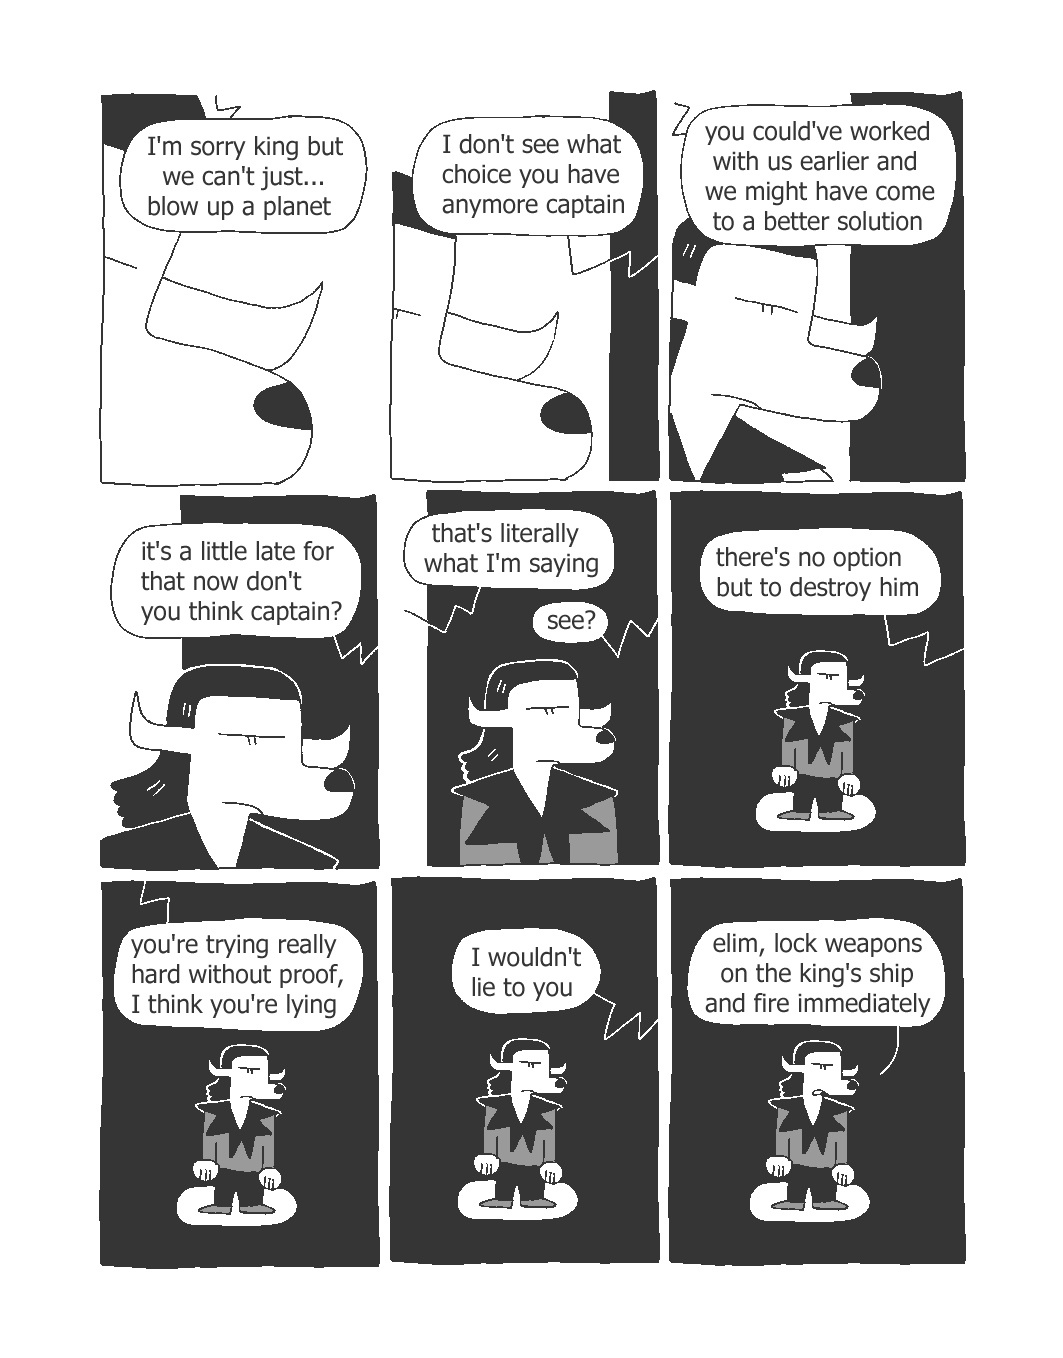 I'm sorry king but
we can't just...
blow up a planet
I don't see what
choice you have
anymore captain
you could've worked
with us earlier and
we might have come
to a better solution
it's a little late for
that now don't
you think captain?
that's literally
what I'm saying
see?
there's no option
but to destroy him
you're trying really
hard without proof,
I think you're lying
I wouldn't
lie to you
elim, lock weapons
on the king's ship
and fire immediately